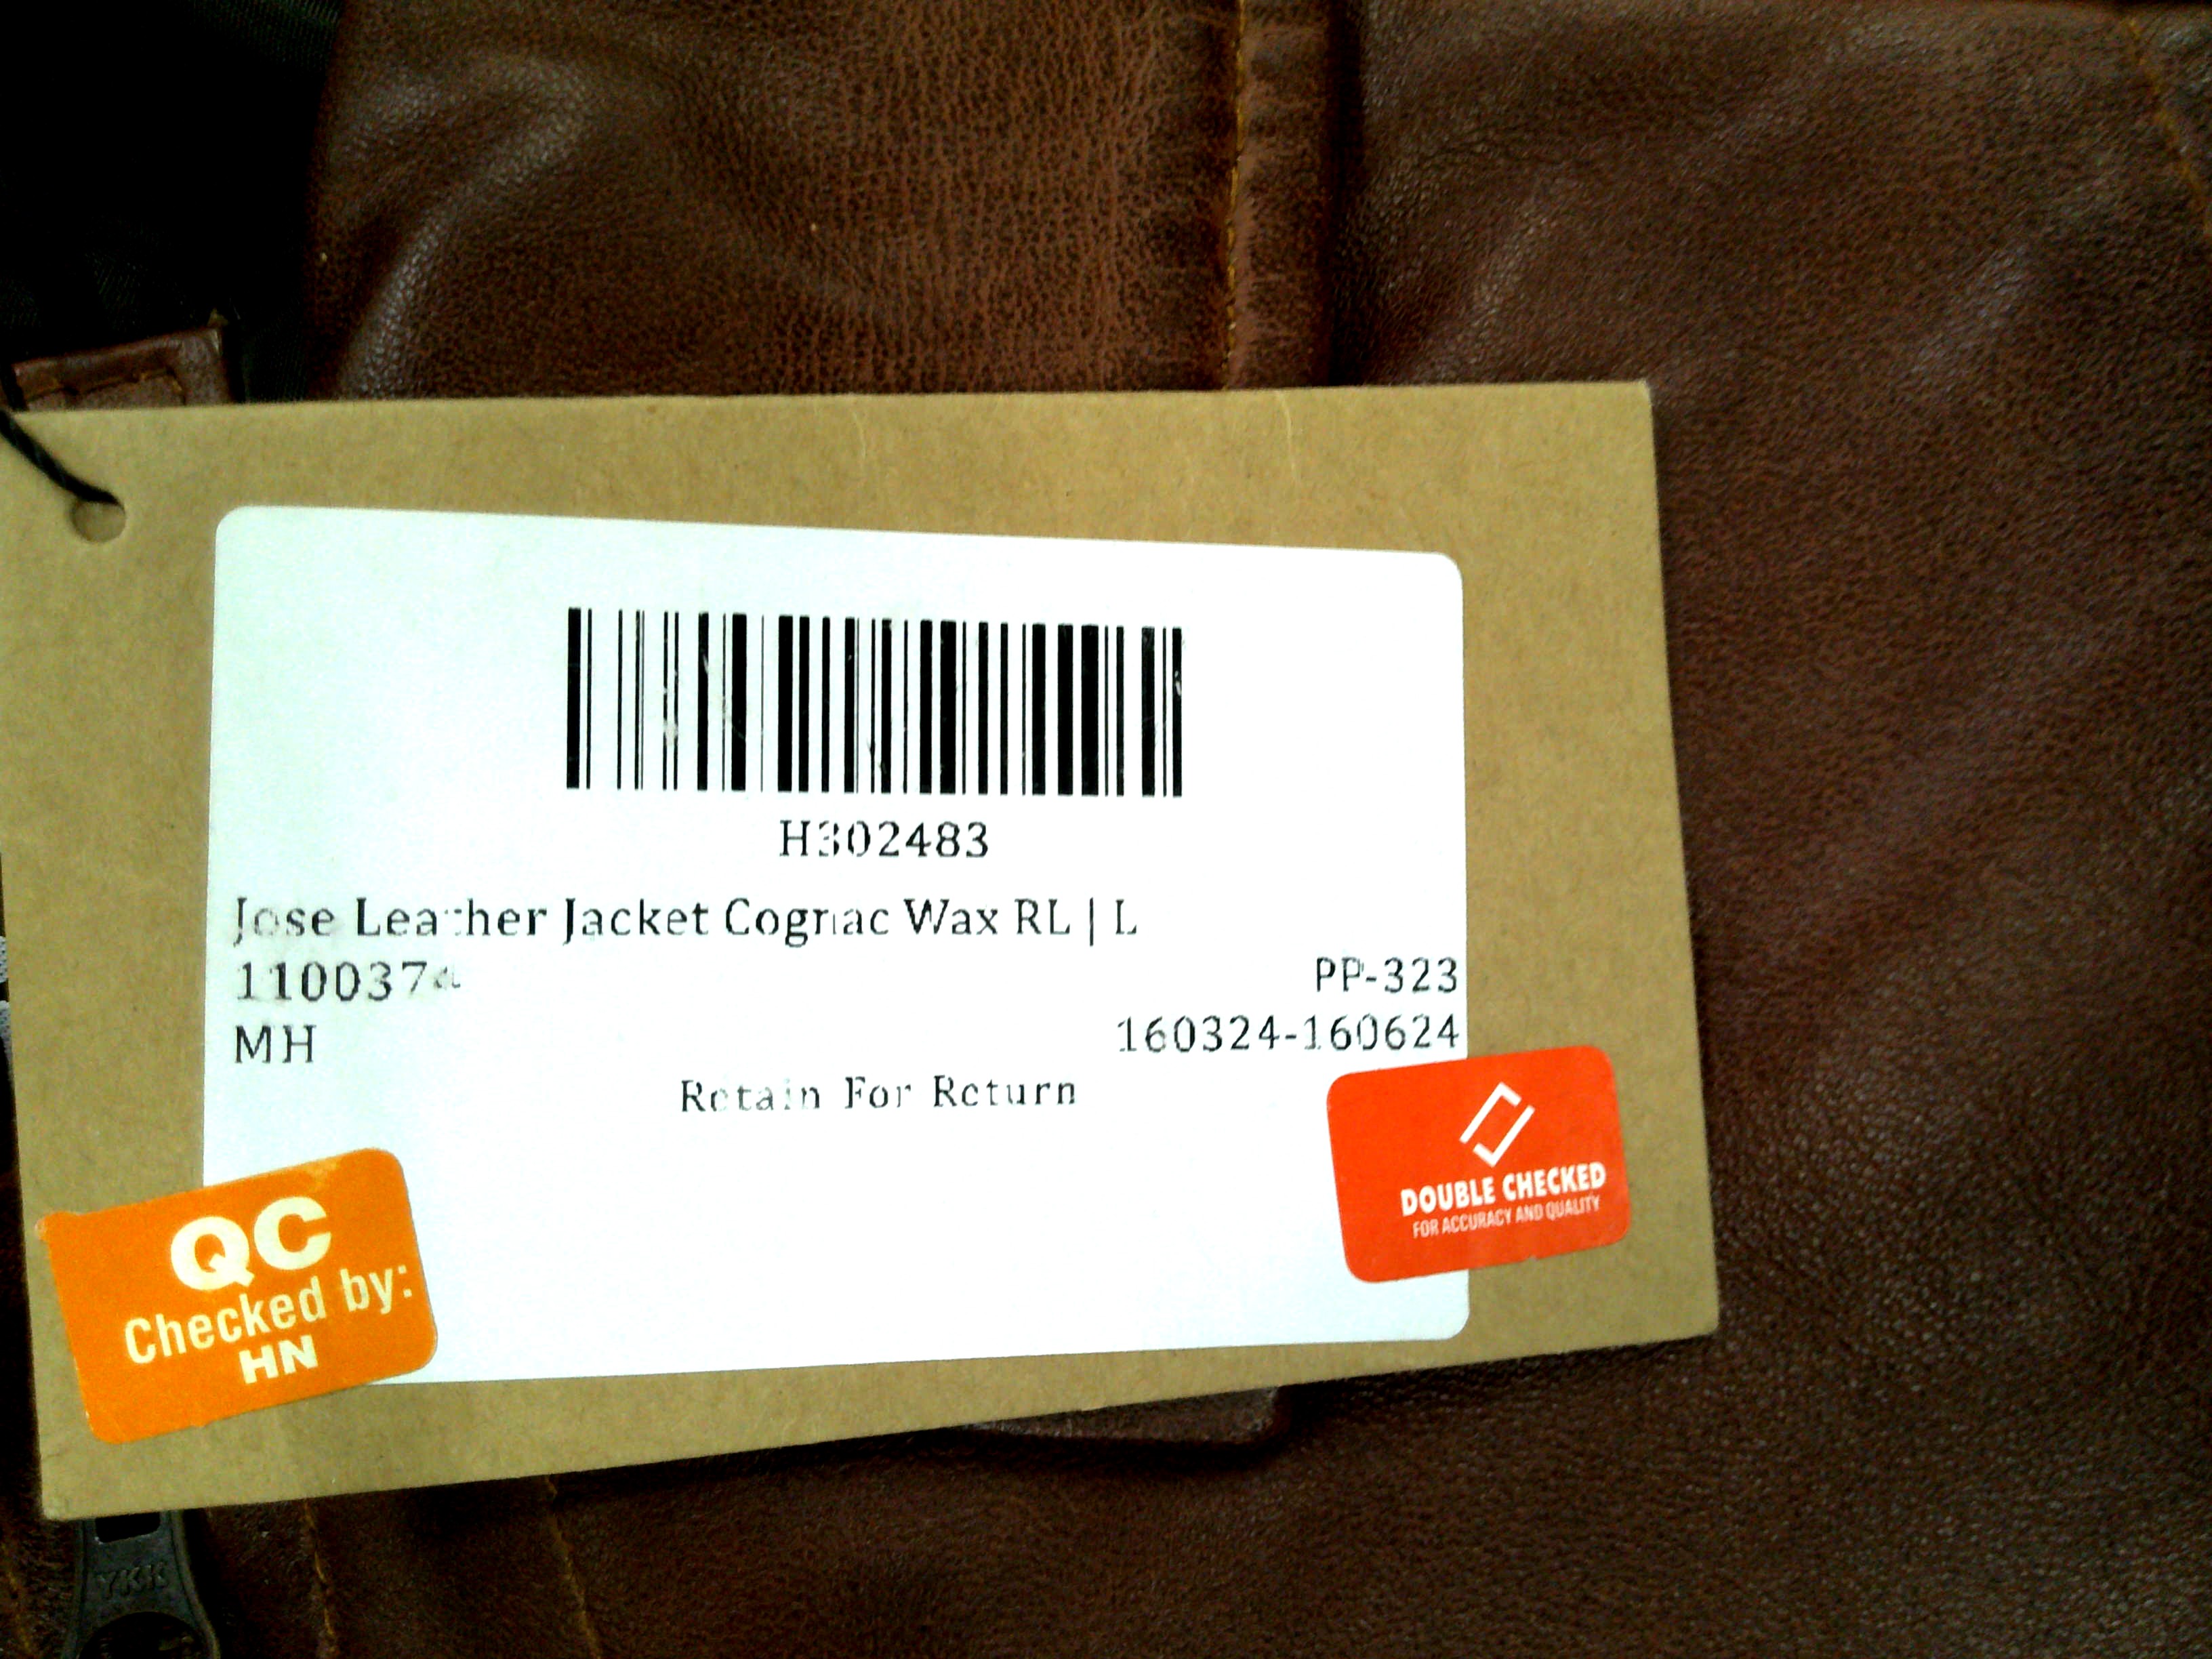 H302483
Jose Leather Jacket Cognac Wax RL | L
PP-323
MH
160324-160624
Retain For Return
QC
Checked by:
HN
DOUBLE CHECKED
FOR ACCURACY AND QUALITY
YKK